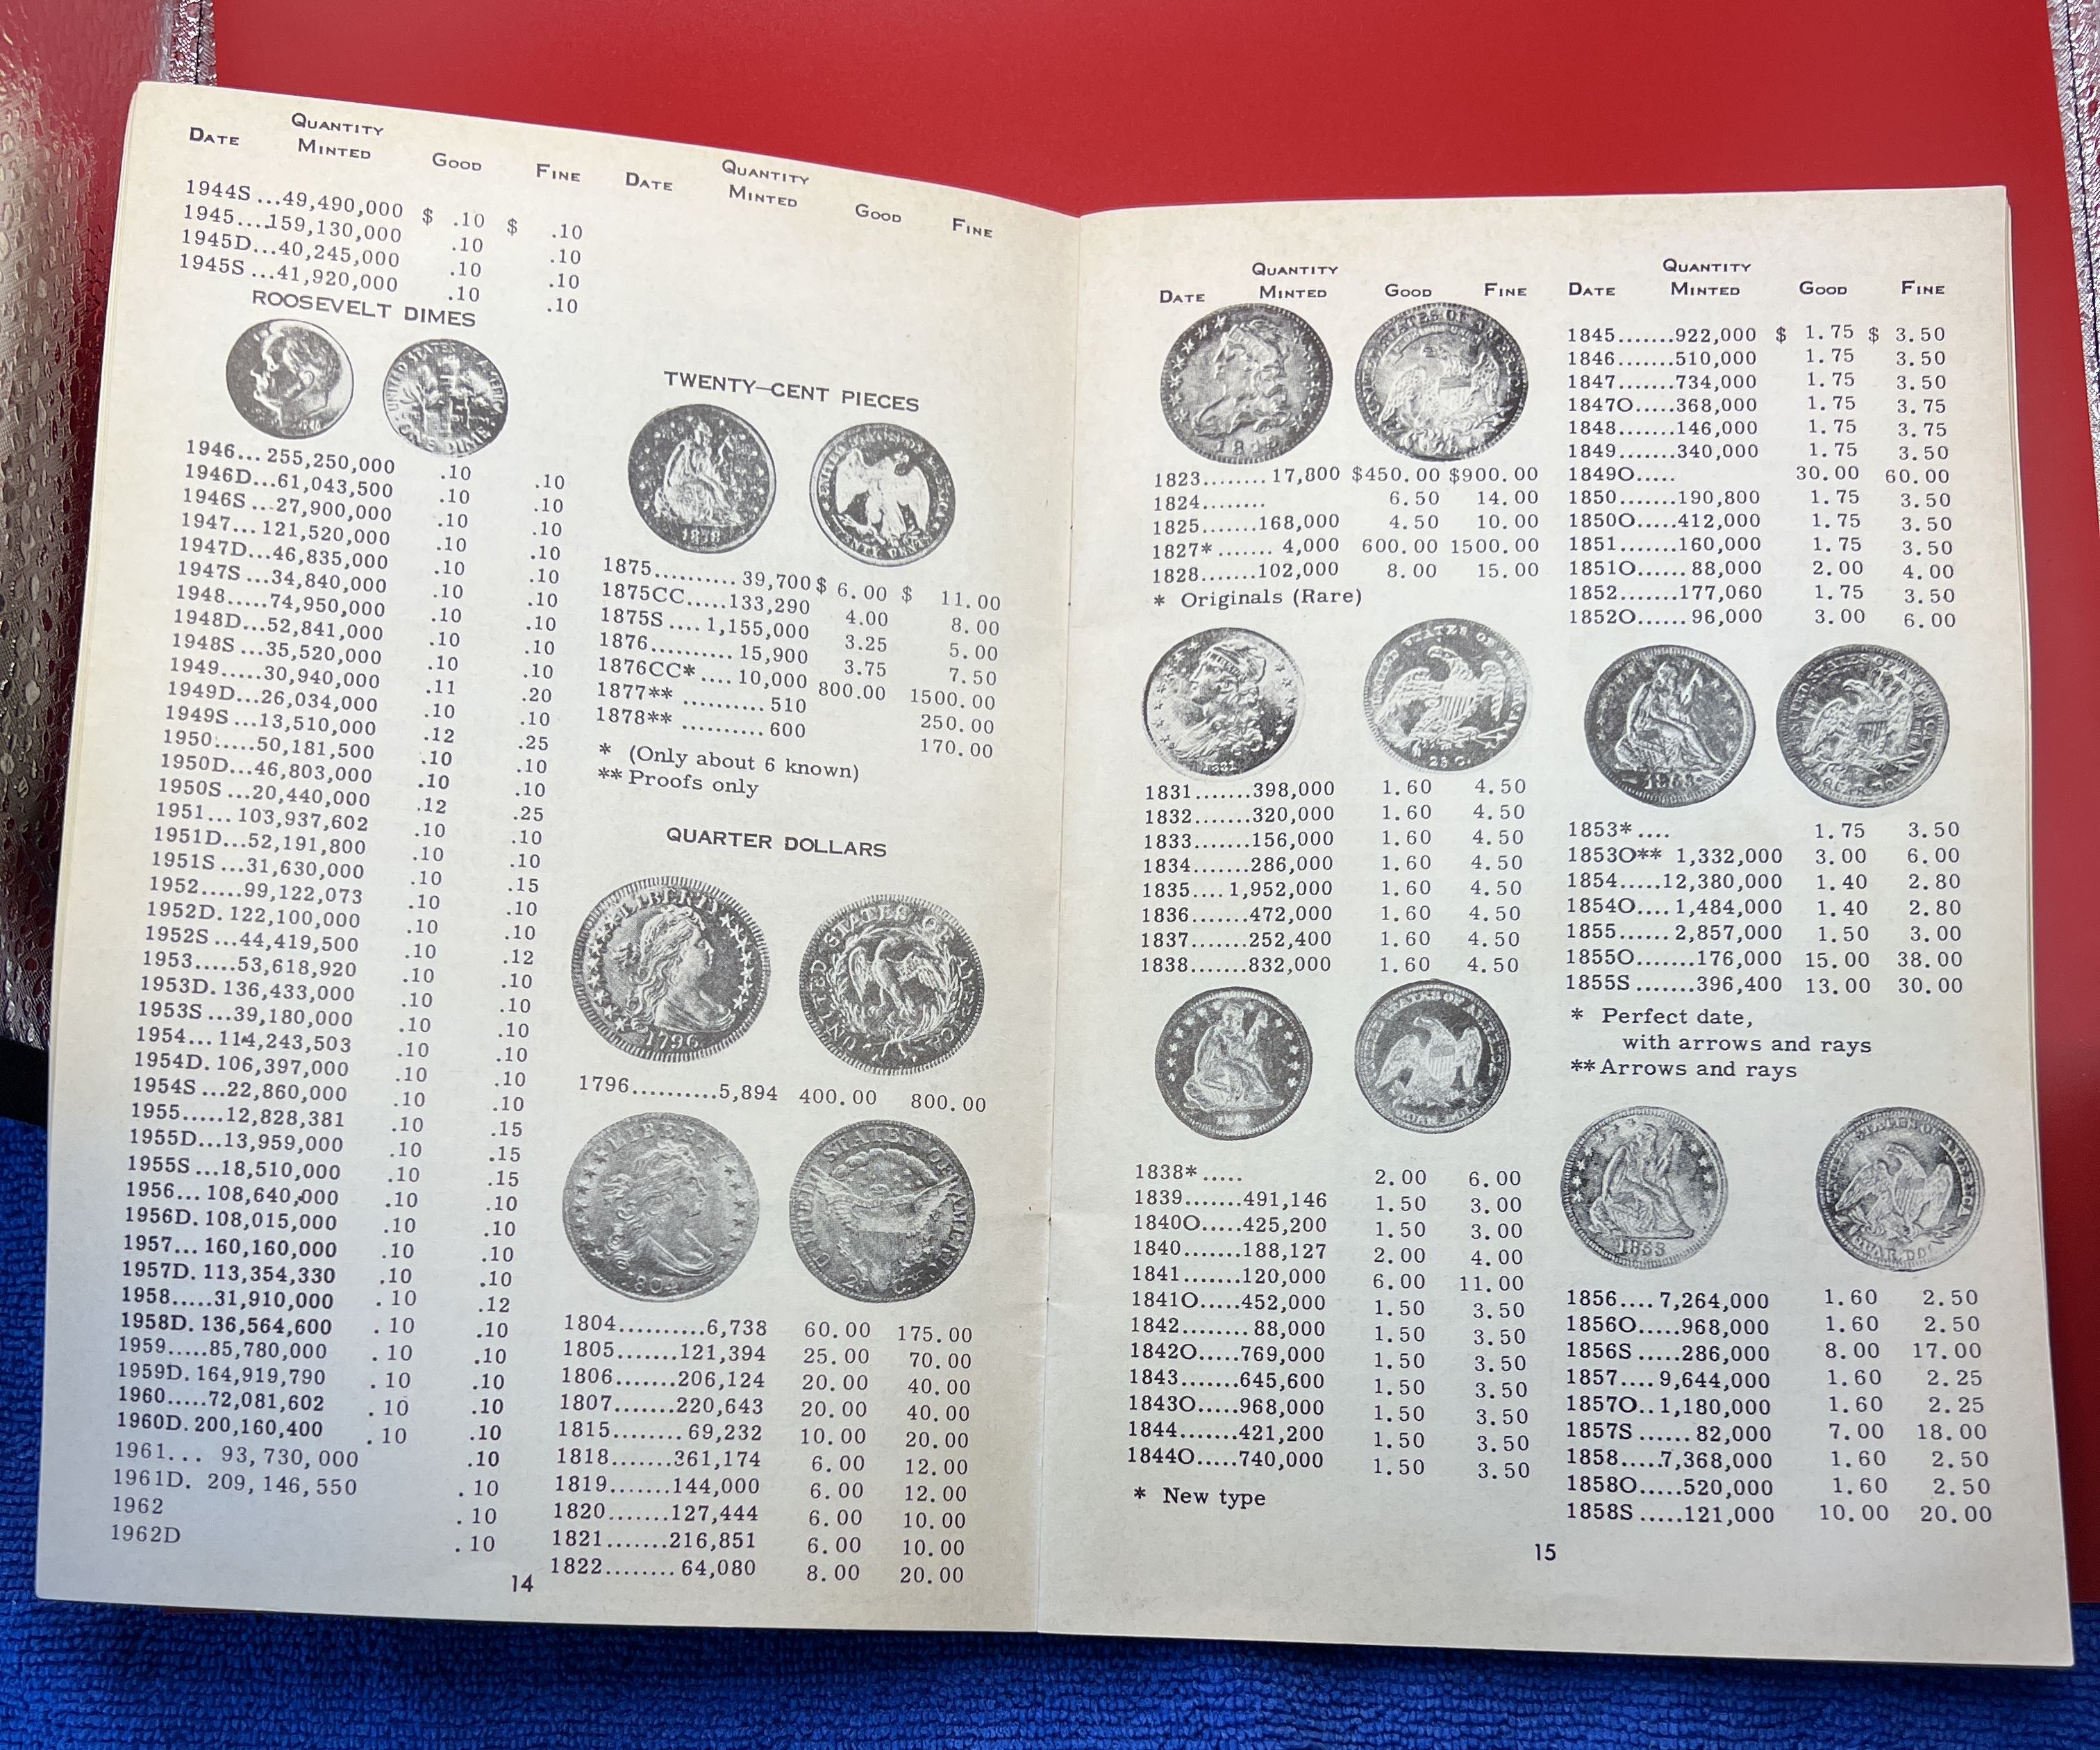 DATE QUANTITY MINTED GOOD FINE
1944S...49,490,000 $ .10 $ .10
1945....159,130,000 .10 .10
1945D...40,245,000 .10 .10
1945S...41,920,000 .10 .10
ROOSEVELT DIMES
1946... 255,250,000 .10 .10
1946D...61,043,500 .10 .10
1946S...27,900,000 .10 .10
1947... 121,520,000 .10 .10
1947D...46,835,000 .10 .10
1947S...34,840,000 .10 .10
1948.....74,950,000 .10 .10
1948D...52,841,000 .10 .10
1948S...35,520,000 .10 .10
1949.....30,940,000 .11 .20
1949D...26,034,000 .10 .10
1949S...13,510,000 .12 .25
1950.....50,181,500 .10 .10
1950D...46,803,000 .10 .10
1950S...20,440,000 .12 .25
1951... 103,937,602 .10 .10
1951D...52,191,800 .10 .10
1951S...31,630,000 .10 .15
1952.....99,122,073 .10 .10
1952D. 122,100,000 .10 .10
1952S...44,419,500 .10 .12
1953.....53,618,920 .10 .10
1953D. 136,433,000 .10 .10
1953S...39,180,000 .10 .10
1954... 114,243,503 .10 .10
1954D. 106,397,000 .10 .10
1954S...22,860,000 .10 .10
1955.....12,828,381 .10 .15
1955D...13,959,000 .10 .15
1955S...18,510,000 .10 .15
1956... 108,640,000 .10 .10
1956D. 108,015,000 .10 .10
1957... 160,160,000 .10 .10
1957D. 113,354,330 .10 .10
1958.....31,910,000 .10 .12
1958D. 136,564,600 .10 .10
1959.....85,780,000 .10 .10
1959D. 164,919,790 .10 .10
1960.....72,081,602 .10 .10
1960D. 200,160,400 .10 .10
1961... 93,730,000 .10
1961D. 209,146,550 .10
1962 .10
1962D .10
DATE QUANTITY MINTED GOOD FINE
TWENTY-CENT PIECES
1878
1875.......... 39,700 $ 6.00 $ 11.00
1875CC.....133,290 4.00 8.00
1875S.... 1,155,000 3.25 5.00
1876.......... 15,900 3.75 7.50
1876CC*.... 10,000 800.00 1500.00
1877** .......... 510 250.00
1878** .......... 600 170.00
* (Only about 6 known)
** Proofs only
QUARTER DOLLARS
LIBERTY
1796
UNITED STATES OF AMERICA
1796..........5,894 400.00 800.00
1804..........6,738 60.00 175.00
1805.......121,394 25.00 70.00
1806.......206,124 20.00 40.00
1807.......220,643 20.00 40.00
1815........ 69,232 10.00 20.00
1818.......361,174 6.00 12.00
1819.......144,000 6.00 12.00
1820.......127,444 6.00 10.00
1821.......216,851 6.00 10.00
1822........ 64,080 8.00 20.00
14
DATE QUANTITY MINTED GOOD FINE
1823........ 17,800 $450.00 $900.00
1824........ 6.50 14.00
1825.......168,000 4.50 10.00
1827*....... 4,000 600.00 1500.00
1828.......102,000 8.00 15.00
* Originals (Rare)
1831
25 C.
1831.......398,000 1.60 4.50
1832.......320,000 1.60 4.50
1833.......156,000 1.60 4.50
1834.......286,000 1.60 4.50
1835.... 1,952,000 1.60 4.50
1836.......472,000 1.60 4.50
1837.......252,400 1.60 4.50
1838.......832,000 1.60 4.50
1838*..... 2.00 6.00
1839.......491,146 1.50 3.00
1840O.....425,200 1.50 3.00
1840.......188,127 2.00 4.00
1841.......120,000 6.00 11.00
1841O.....452,000 1.50 3.50
1842........ 88,000 1.50 3.50
1842O.....769,000 1.50 3.50
1843.......645,600 1.50 3.50
1843O.....968,000 1.50 3.50
1844.......421,200 1.50 3.50
1844O.....740,000 1.50 3.50
* New type
DATE QUANTITY MINTED GOOD FINE
1845.......922,000 $ 1.75 $ 3.50
1846.......510,000 1.75 3.50
1847.......734,000 1.75 3.50
1847O.....368,000 1.75 3.75
1848.......146,000 1.75 3.75
1849.......340,000 1.75 3.50
1849O..... 30.00 60.00
1850.......190,800 1.75 3.50
1850O.....412,000 1.75 3.50
1851.......160,000 1.75 3.50
1851O...... 88,000 2.00 4.00
1852.......177,060 1.75 3.50
1852O...... 96,000 3.00 6.00
1853*.... 1.75 3.50
1853O** 1,332,000 3.00 6.00
1854.....12,380,000 1.40 2.80
1854O.... 1,484,000 1.40 2.80
1855...... 2,857,000 1.50 3.00
1855O.......176,000 15.00 38.00
1855S.......396,400 13.00 30.00
* Perfect date,
with arrows and rays
** Arrows and rays
1856.... 7,264,000 1.60 2.50
1856O.....968,000 1.60 2.50
1856S .....286,000 8.00 17.00
1857.... 9,644,000 1.60 2.25
1857O.. 1,180,000 1.60 2.25
1857S ...... 82,000 7.00 18.00
1858.....7,368,000 1.60 2.50
1858O.....520,000 1.60 2.50
1858S .....121,000 10.00 20.00
15